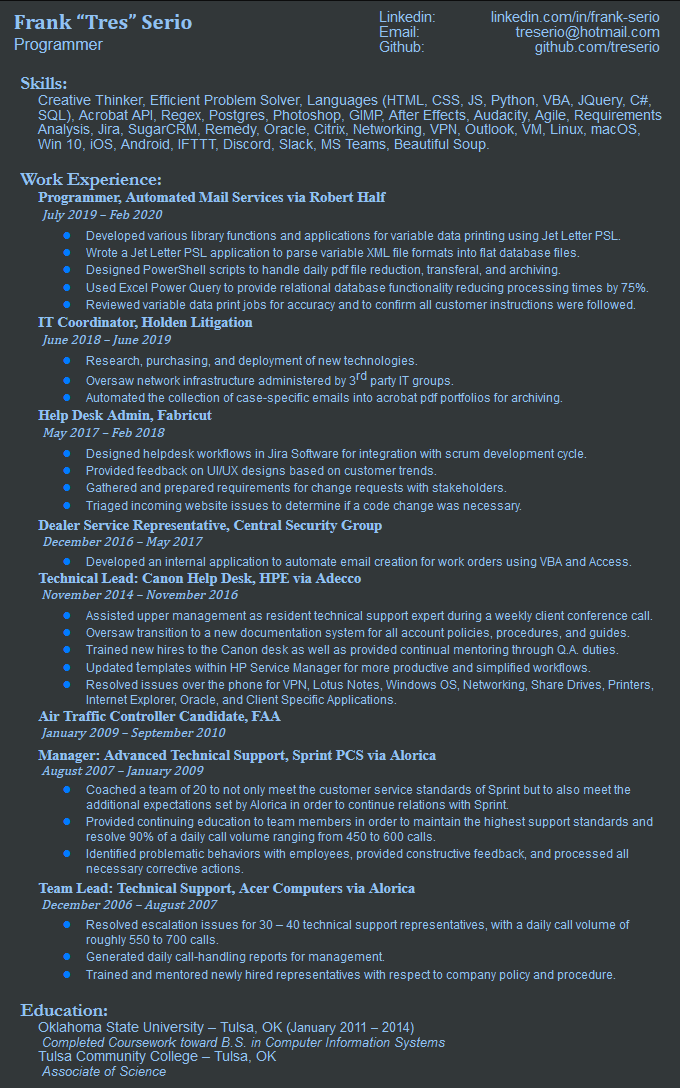 Frank “Tres” Serio
Programmer
Linkedin: linkedin.com/in/frank-serio
Email: treserio@hotmail.com
Github: github.com/treserio
Skills:
Creative Thinker, Efficient Problem Solver, Languages (HTML, CSS, JS, Python, VBA, JQuery, C#,
SQL), Acrobat API, Regex, Postgres, Photoshop, GIMP, After Effects, Audacity, Agile, Requirements
Analysis, Jira, SugarCRM, Remedy, Oracle, Citrix, Networking, VPN, Outlook, VM, Linux, macOS,
Win 10, iOS, Android, IFTTT, Discord, Slack, MS Teams, Beautiful Soup.
Work Experience:
Programmer, Automated Mail Services via Robert Half
July 2019 – Feb 2020
● Developed various library functions and applications for variable data printing using Jet Letter PSL.
● Wrote a Jet Letter PSL application to parse variable XML file formats into flat database files.
● Designed PowerShell scripts to handle daily pdf file reduction, transferal, and archiving.
● Used Excel Power Query to provide relational database functionality reducing processing times by 75%.
● Reviewed variable data print jobs for accuracy and to confirm all customer instructions were followed.
IT Coordinator, Holden Litigation
June 2018 – June 2019
● Research, purchasing, and deployment of new technologies.
● Oversaw network infrastructure administered by 3rd party IT groups.
● Automated the collection of case-specific emails into acrobat pdf portfolios for archiving.
Help Desk Admin, Fabricut
May 2017 – Feb 2018
● Designed helpdesk workflows in Jira Software for integration with scrum development cycle.
● Provided feedback on UI/UX designs based on customer trends.
● Gathered and prepared requirements for change requests with stakeholders.
● Triaged incoming website issues to determine if a code change was necessary.
Dealer Service Representative, Central Security Group
December 2016 – May 2017
● Developed an internal application to automate email creation for work orders using VBA and Access.
Technical Lead: Canon Help Desk, HPE via Adecco
November 2014 – November 2016
● Assisted upper management as resident technical support expert during a weekly client conference call.
● Oversaw transition to a new documentation system for all account policies, procedures, and guides.
● Trained new hires to the Canon desk as well as provided continual mentoring through Q.A. duties.
● Updated templates within HP Service Manager for more productive and simplified workflows.
● Resolved issues over the phone for VPN, Lotus Notes, Windows OS, Networking, Share Drives, Printers,
Internet Explorer, Oracle, and Client Specific Applications.
Air Traffic Controller Candidate, FAA
January 2009 – September 2010
Manager: Advanced Technical Support, Sprint PCS via Alorica
August 2007 – January 2009
● Coached a team of 20 to not only meet the customer service standards of Sprint but to also meet the
additional expectations set by Alorica in order to continue relations with Sprint.
● Provided continuing education to team members in order to maintain the highest support standards and
resolve 90% of a daily call volume ranging from 450 to 600 calls.
● Identified problematic behaviors with employees, provided constructive feedback, and processed all
necessary corrective actions.
Team Lead: Technical Support, Acer Computers via Alorica
December 2006 – August 2007
● Resolved escalation issues for 30 – 40 technical support representatives, with a daily call volume of
roughly 550 to 700 calls.
● Generated daily call-handling reports for management.
● Trained and mentored newly hired representatives with respect to company policy and procedure.
Education:
Oklahoma State University – Tulsa, OK (January 2011 – 2014)
Completed Coursework toward B.S. in Computer Information Systems
Tulsa Community College – Tulsa, OK
Associate of Science